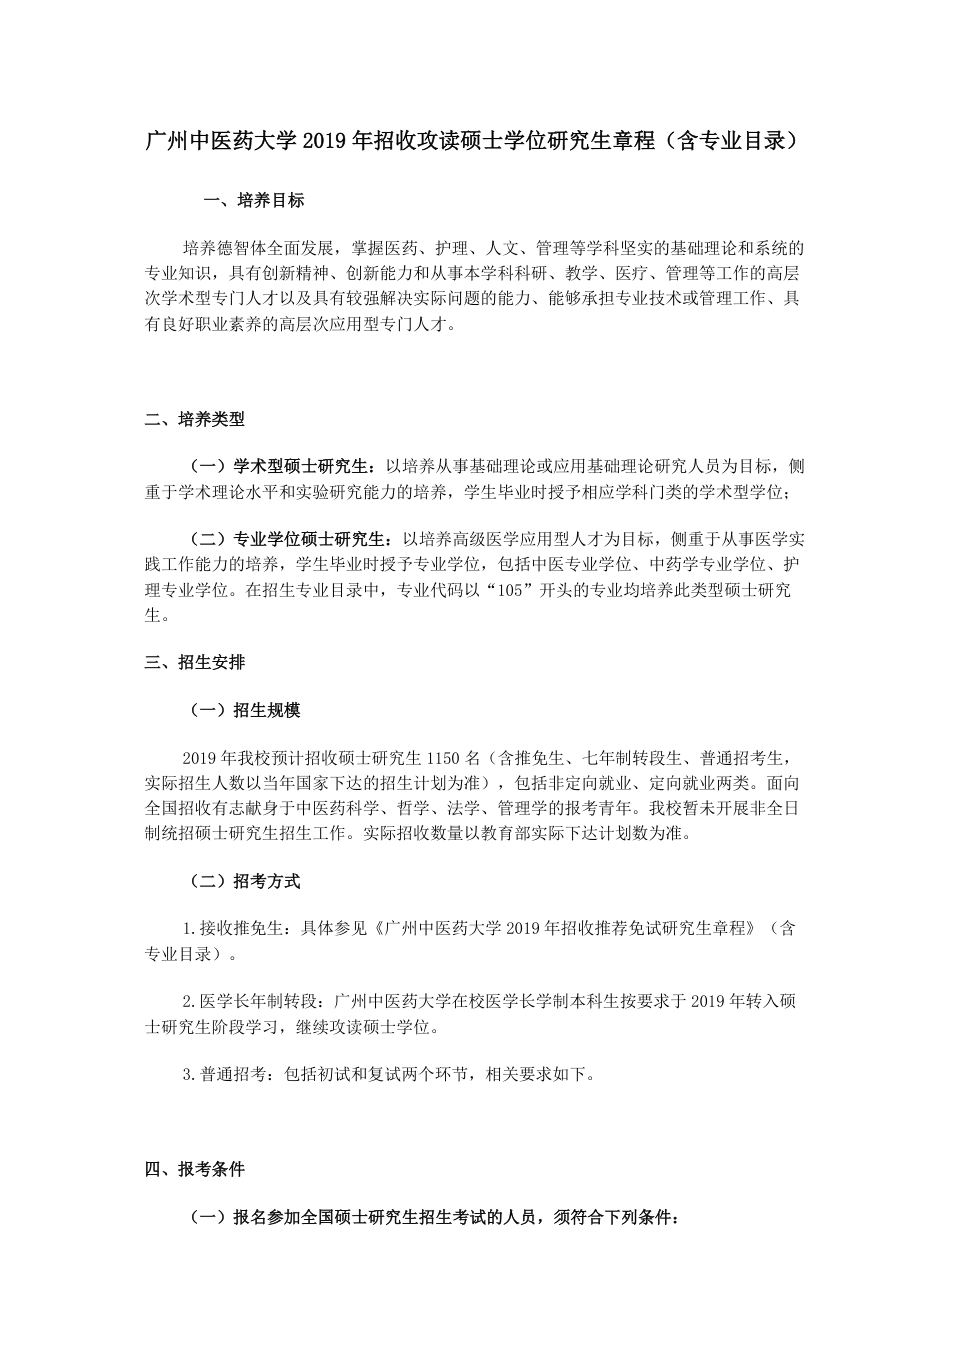 广州中医药大学 2019 年招收攻读硕士学位研究生章程（含专业目录）
一、培养目标
培养德智体全面发展，掌握医药、护理、人文、管理等学科坚实的基础理论和系统的
专业知识，具有创新精神、创新能力和从事本学科科研、教学、医疗、管理等工作的高层
次学术型专门人才以及具有较强解决实际问题的能力、能够承担专业技术或管理工作、具
有良好职业素养的高层次应用型专门人才。
二、培养类型
（一）学术型硕士研究生：以培养从事基础理论或应用基础理论研究人员为目标，侧
重于学术理论水平和实验研究能力的培养，学生毕业时授予相应学科门类的学术型学位；
（二）专业学位硕士研究生：以培养高级医学应用型人才为目标，侧重于从事医学实
践工作能力的培养，学生毕业时授予专业学位，包括中医专业学位、中药学专业学位、护
理专业学位。在招生专业目录中，专业代码以“105”开头的专业均培养此类型硕士研究
生。
三、招生安排
（一）招生规模
2019 年我校预计招收硕士研究生 1150 名（含推免生、七年制转段生、普通招考生，
实际招生人数以当年国家下达的招生计划为准），包括非定向就业、定向就业两类。面向
全国招收有志献身于中医药科学、哲学、法学、管理学的报考青年。我校暂未开展非全日
制统招硕士研究生招生工作。实际招收数量以教育部实际下达计划数为准。
（二）招考方式
1.接收推免生：具体参见《广州中医药大学 2019 年招收推荐免试研究生章程》（含
专业目录）。
2.医学长年制转段：广州中医药大学在校医学长学制本科生按要求于 2019 年转入硕
士研究生阶段学习，继续攻读硕士学位。
3.普通招考：包括初试和复试两个环节，相关要求如下。
四、报考条件
（一）报名参加全国硕士研究生招生考试的人员，须符合下列条件：